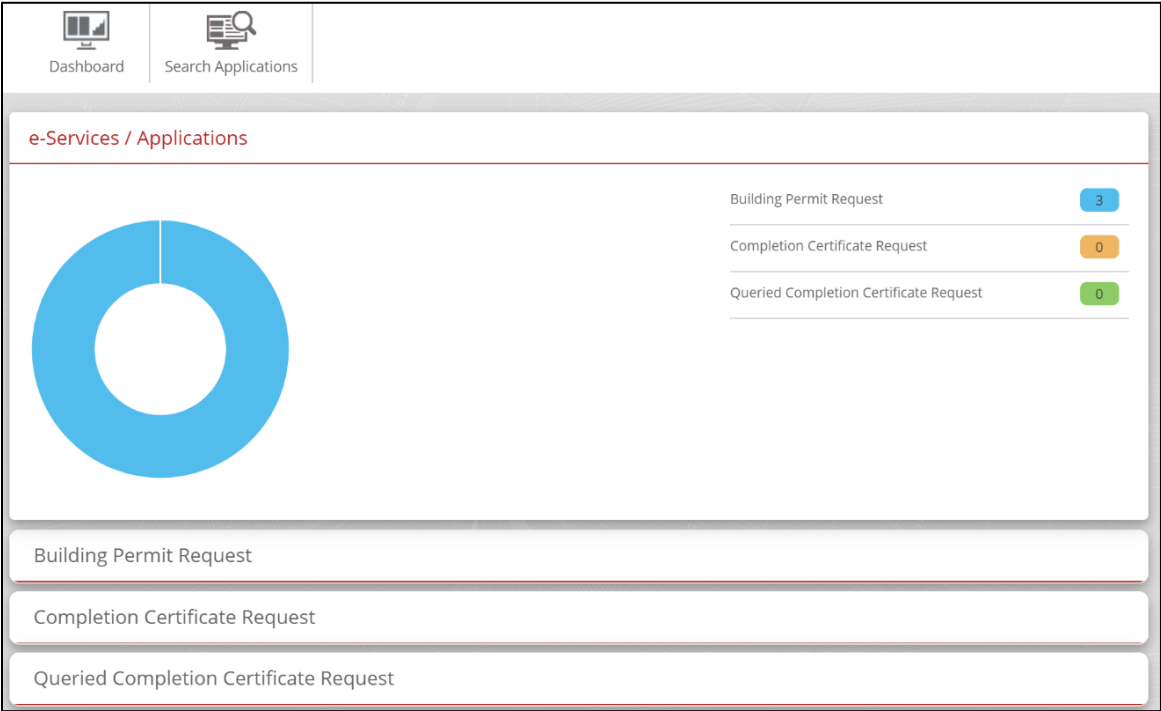 Dashboard
Search Applications
e-Services / Applications
Building Permit Request
3
Completion Certificate Request
0
Queried Completion Certificate Request
0
Building Permit Request
Completion Certificate Request
Queried Completion Certificate Request